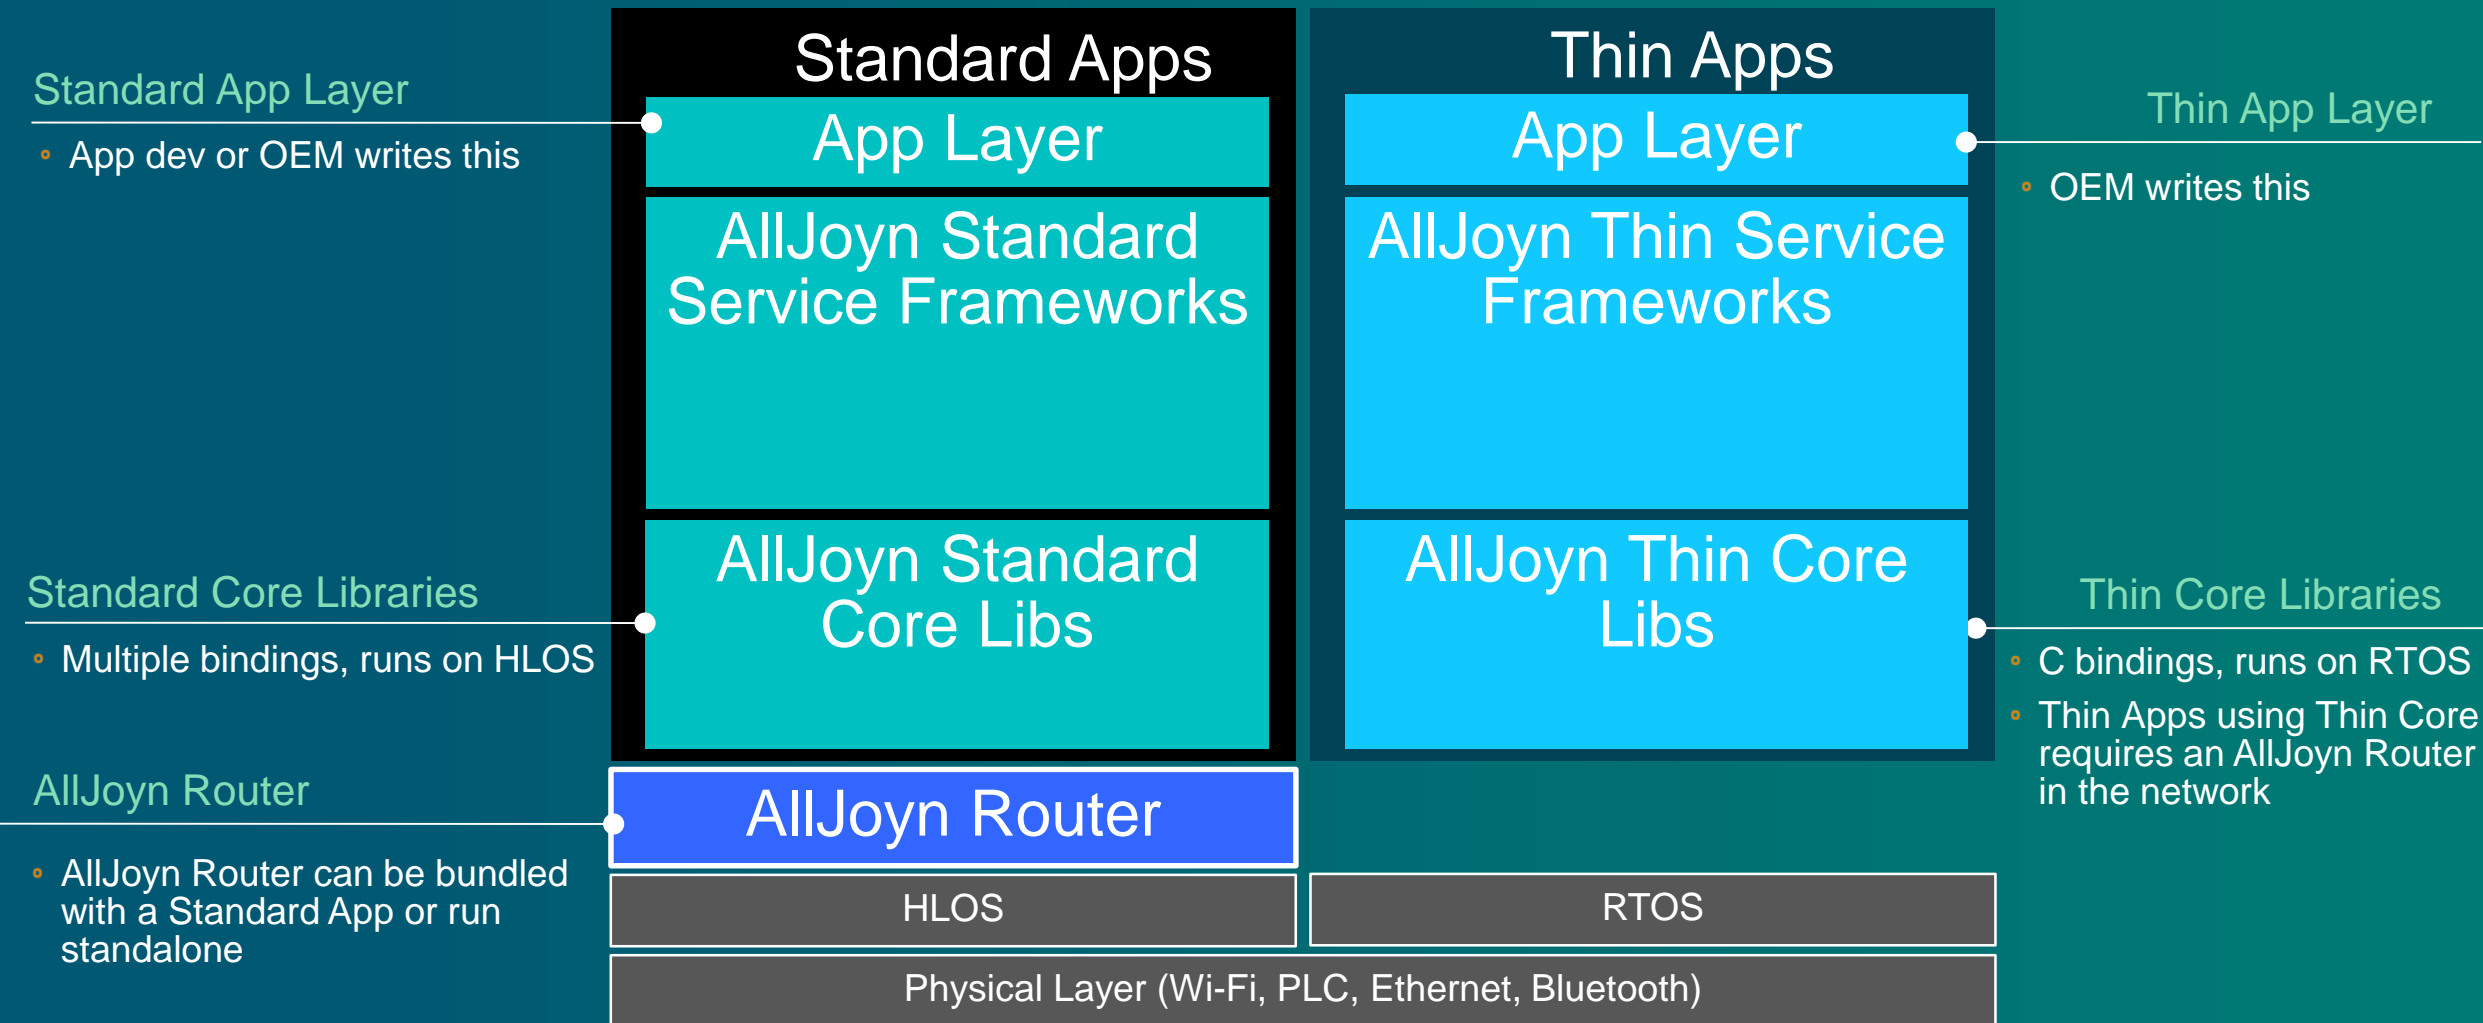 Standard App Layer
App dev or OEM writes this
Standard Core Libraries
Multiple bindings, runs on HLOS
AllJoyn Router
AllJoyn Router can be bundled
with a Standard App or run
standalone
Standard Apps
App Layer
AllJoyn Standard
Service Frameworks
AllJoyn Standard
Core Libs
AllJoyn Router
HLOS
Thin Apps
App Layer
AllJoyn Thin Service
Frameworks
AllJoyn Thin Core
Libs
RTOS
Physical Layer (Wi-Fi, PLC, Ethernet, Bluetooth)
Thin App Layer
OEM writes this
Thin Core Libraries
C bindings, runs on RTOS
Thin Apps using Thin Core
requires an AllJoyn Router
in the network